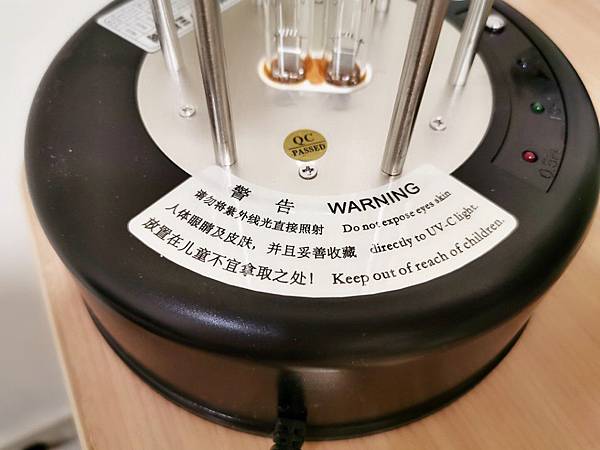 QC
PASSED
警 告 WARNING
请勿将紫外线光直接照射 Do not expose eyes skin
人体眼睛及皮肤，并且妥善收藏 directly to UV-C light.
放置在儿童不宜拿取之处！ Keep out of reach of children.